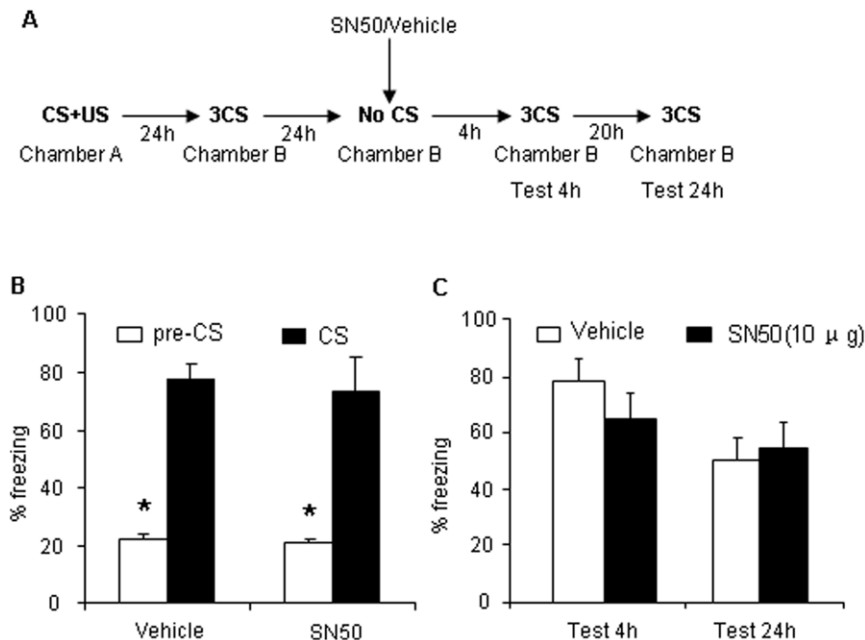 A
SN50/Vehicle
CS+US 3CS No CS 3CS 3CS
24h 24h 4h 20h
Chamber A Chamber B Chamber B Chamber B Chamber B
Test 4h Test 24h
B
100
80
60
40
20
0
% freezing
pre-CS CS
* *
Vehicle SN50
C
100
80
60
40
20
0
% freezing
Vehicle SN50(10 μ g)
Test 4h Test 24h